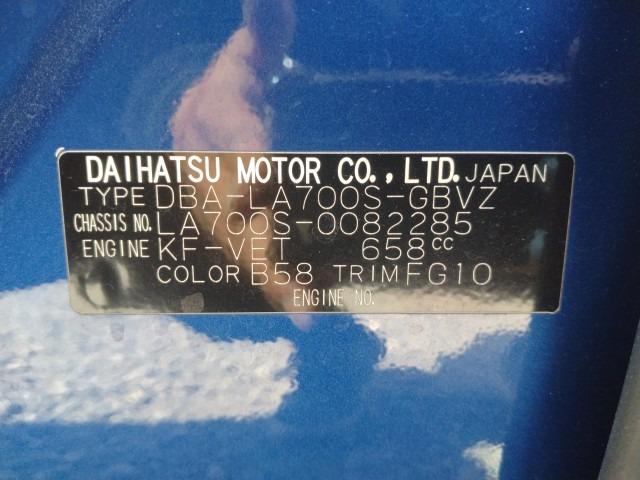 DAIHATSU MOTOR CO., LTD. JAPAN
TYPE DBA-LA700S-GBVZ
CHASSIS NO. LA700S-0082285
ENGINE KF-VET 658cc
COLOR B58 TRIM FG10
ENGINE NO.